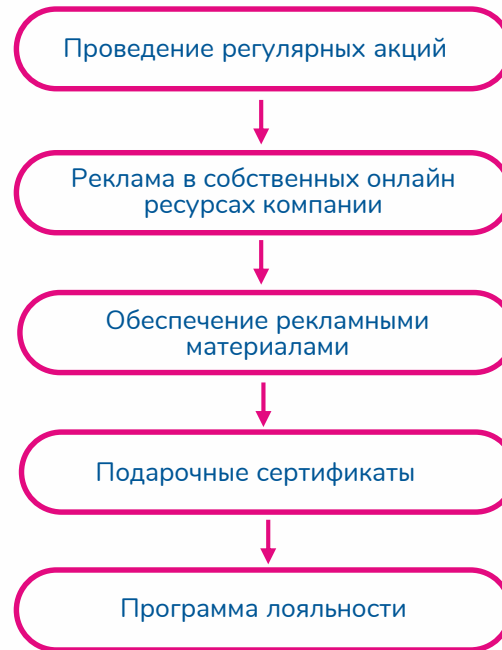 Проведение регулярных акций
Реклама в собственных онлайн
ресурсах компании
Обеспечение рекламными
материалами
Подарочные сертификаты
Программа лояльности